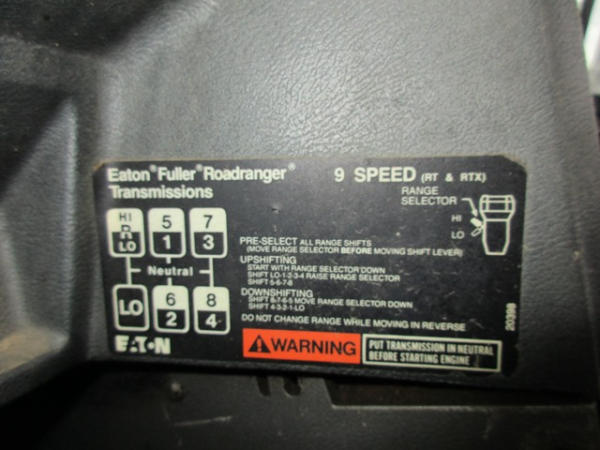 Eaton® Fuller® Roadranger®
Transmissions
9 SPEED (RT & RTX)
RANGE
SELECTOR
HI
LO
HI
R
LO
5
1
7
3
Neutral
LO
6
2
8
4
PRE-SELECT ALL RANGE SHIFTS
(MOVE RANGE SELECTOR BEFORE MOVING SHIFT LEVER)
UPSHIFTING
START WITH RANGE SELECTOR DOWN
SHIFT LO-1-2-3-4 RAISE RANGE SELECTOR
SHIFT 5-6-7-8
DOWNSHIFTING
SHIFT 8-7-6-5 MOVE RANGE SELECTOR DOWN
SHIFT 4-3-2-1-LO
DO NOT CHANGE RANGE WHILE MOVING IN REVERSE
EATON
WARNING
PUT TRANSMISSION IN NEUTRAL
BEFORE STARTING ENGINE
20399